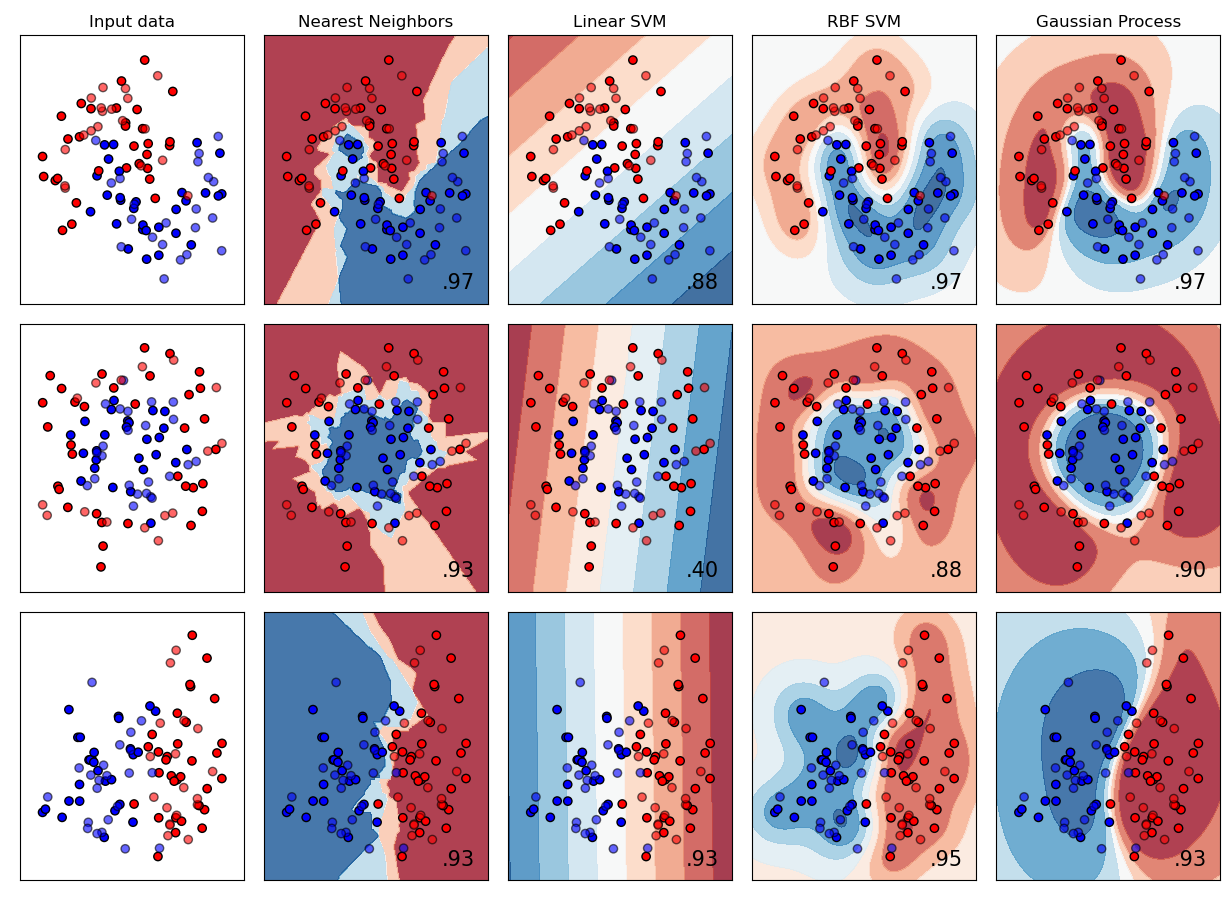 Input data
Nearest Neighbors
Linear SVM
RBF SVM
Gaussian Process
.97
.88
.97
.97
.93
.40
.88
.90
.93
.93
.95
.93